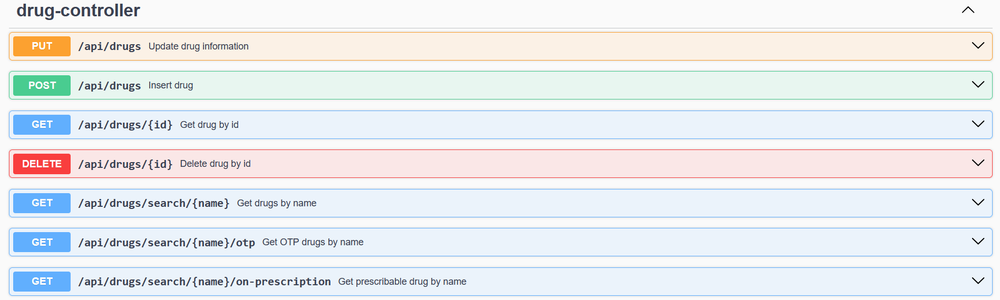 drug-controller
PUT /api/drugs Update drug information
POST /api/drugs Insert drug
GET /api/drugs/{id} Get drug by id
DELETE /api/drugs/{id} Delete drug by id
GET /api/drugs/search/{name} Get drugs by name
GET /api/drugs/search/{name}/otp Get OTP drugs by name
GET /api/drugs/search/{name}/on-prescription Get prescribable drug by name